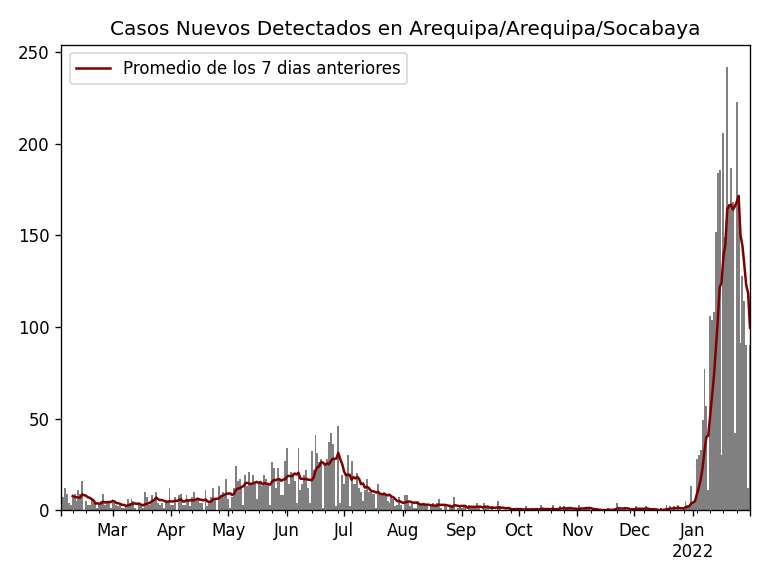 Casos Nuevos Detectados en Arequipa/Arequipa/Socabaya
Promedio de los 7 dias anteriores
250
200
150
100
50
0
Mar Apr May Jun Jul Aug Sep Oct Nov Dec Jan
2022